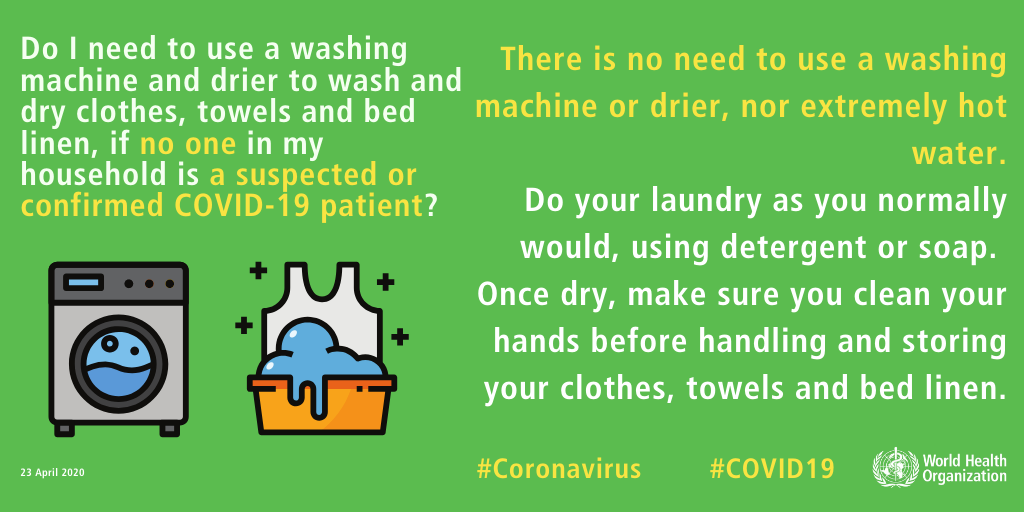 Do I need to use a washing
machine and drier to wash and
dry clothes, towels and bed
linen, if no one in my
household is a suspected or
confirmed COVID-19 patient?
There is no need to use a washing
machine or drier, nor extremely hot
water.
Do your laundry as you normally
would, using detergent or soap.
Once dry, make sure you clean your
hands before handling and storing
your clothes, towels and bed linen.
23 April 2020
#Coronavirus
#COVID19
World Health
Organization